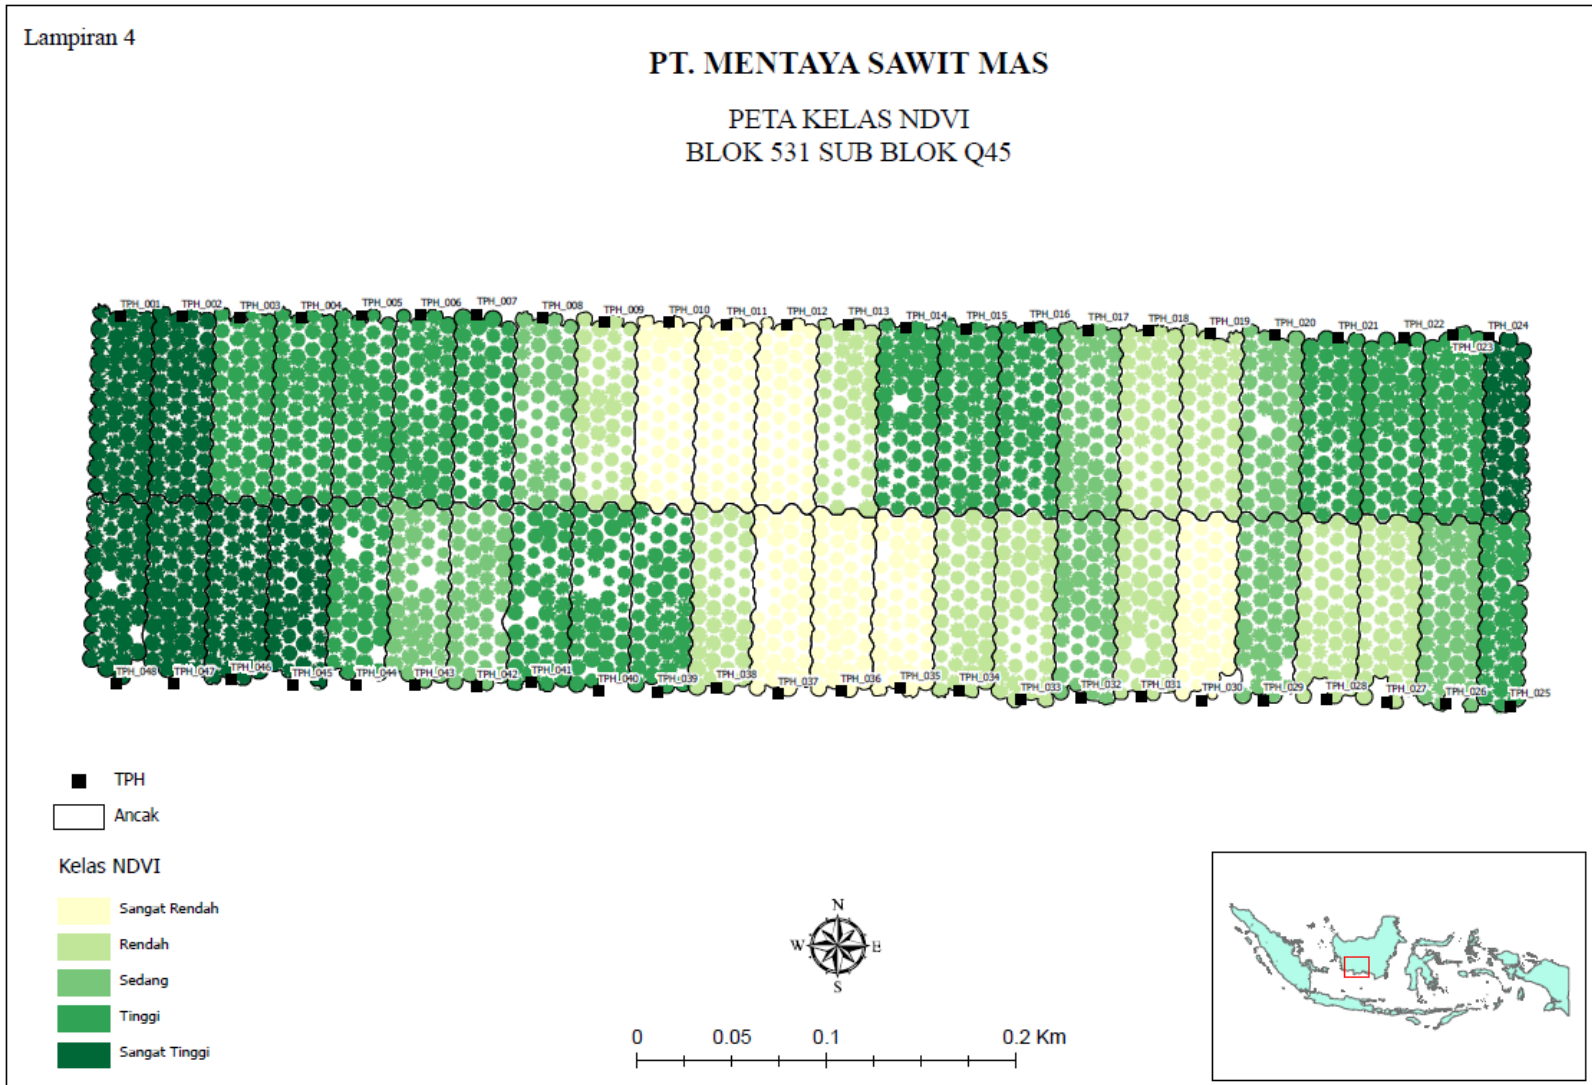 Lampiran 4
PT. MENTAYA SAWIT MAS
PETA KELAS NDVI
BLOK 531 SUB BLOK Q45
TPH_001 TPH_002 TPH_003 TPH_004 TPH_005 TPH_006 TPH_007 TPH_008 TPH_009 TPH_010 TPH_011 TPH_012 TPH_013 TPH_014 TPH_015 TPH_016 TPH_017 TPH_018 TPH_019 TPH_020 TPH_021 TPH_022 TPH_024
TPH_023
TPH_048 TPH_047 TPH_046 TPH_045 TPH_044 TPH_043 TPH_042 TPH_041 TPH_040 TPH_039 TPH_038 TPH_037 TPH_036 TPH_035 TPH_034 TPH_033 TPH_032 TPH_031 TPH_030 TPH_029 TPH_028 TPH_027 TPH_026 TPH_025
TPH
Ancak
Kelas NDVI
Sangat Rendah
Rendah
Sedang
Tinggi
Sangat Tinggi
N
W E
S
0 0.05 0.1 0.2 Km